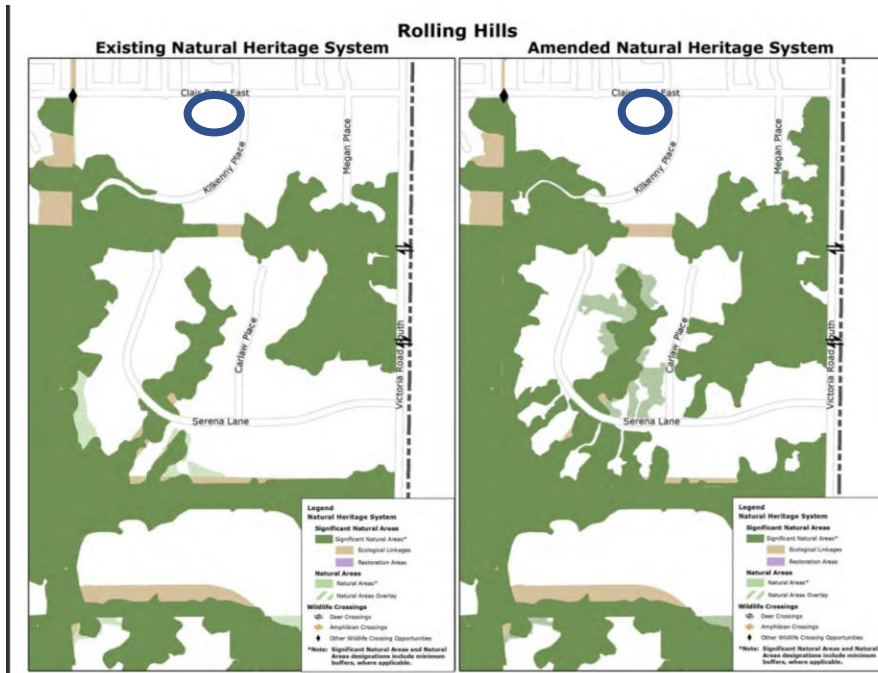 Rolling Hills
Existing Natural Heritage System
Amended Natural Heritage System
Clair Road East
Kilkenny Place
Megan Place
Carlaw Place
Victoria Road South
Serena Lane
Legend
Natural Heritage System
Significant Natural Areas
Significant Natural Areas*
Ecological Linkages
Restoration Areas
Natural Areas
Natural Areas*
Natural Areas Overlay
Wildlife Crossings
Deer Crossings
Amphibian Crossings
Other Wildlife Crossing Opportunities
*Note: Significant Natural Areas and Natural
Areas designations include minimum
buffers, where applicable.
Clair Road East
Kilkenny Place
Megan Place
Carlaw Place
Victoria Road South
Serena Lane
Legend
Natural Heritage System
Significant Natural Areas
Significant Natural Areas*
Ecological Linkages
Restoration Areas
Natural Areas
Natural Areas*
Natural Areas Overlay
Wildlife Crossings
Deer Crossings
Amphibian Crossings
Other Wildlife Crossing Opportunities
*Note: Significant Natural Areas and Natural
Areas designations include minimum
buffers, where applicable.